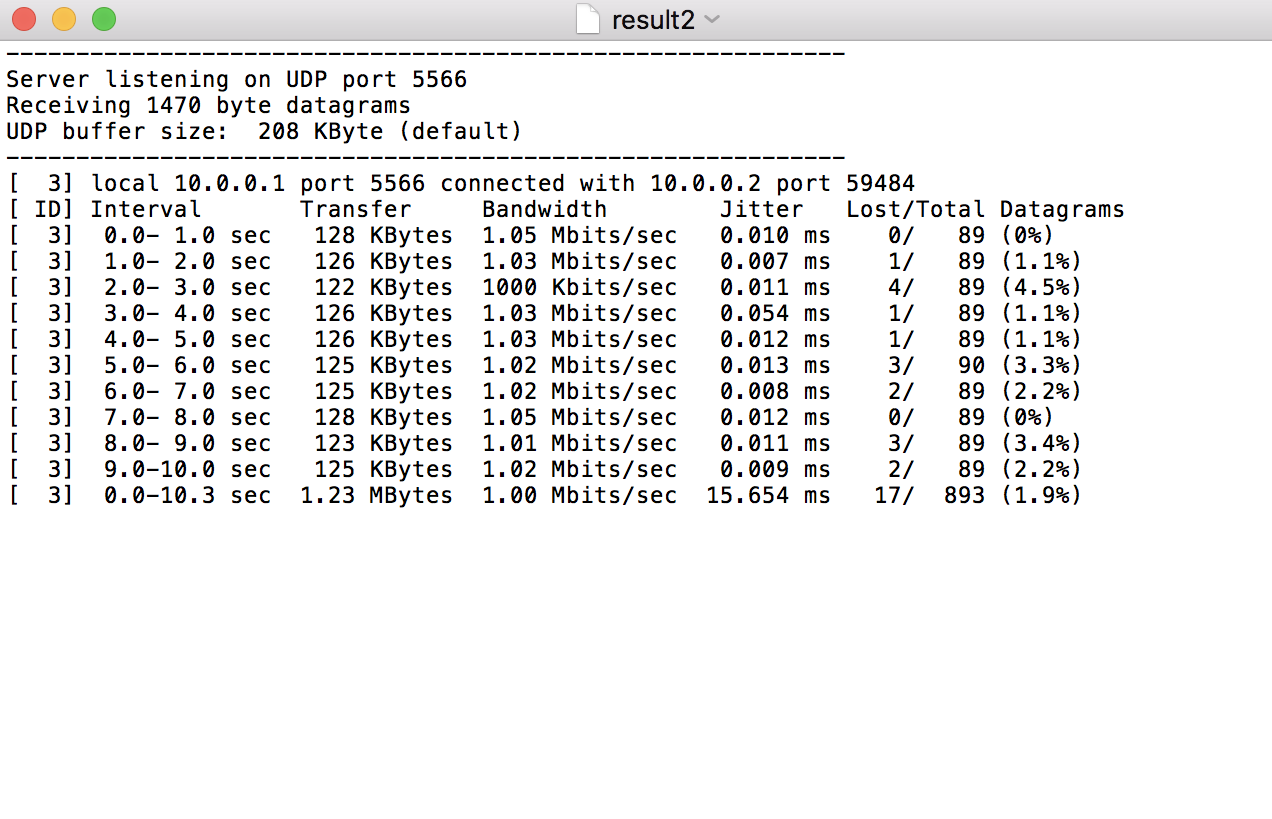 result2
------------------------------------------------------------
Server listening on UDP port 5566
Receiving 1470 byte datagrams
UDP buffer size:  208 KByte (default)
------------------------------------------------------------
[  3] local 10.0.0.1 port 5566 connected with 10.0.0.2 port 59484
[ ID] Interval       Transfer     Bandwidth        Jitter   Lost/Total Datagrams
[  3]  0.0- 1.0 sec   128 KBytes  1.05 Mbits/sec   0.010 ms    0/   89 (0%)
[  3]  1.0- 2.0 sec   126 KBytes  1.03 Mbits/sec   0.007 ms    1/   89 (1.1%)
[  3]  2.0- 3.0 sec   122 KBytes  1000 Kbits/sec   0.011 ms    4/   89 (4.5%)
[  3]  3.0- 4.0 sec   126 KBytes  1.03 Mbits/sec   0.054 ms    1/   89 (1.1%)
[  3]  4.0- 5.0 sec   126 KBytes  1.03 Mbits/sec   0.012 ms    1/   89 (1.1%)
[  3]  5.0- 6.0 sec   125 KBytes  1.02 Mbits/sec   0.013 ms    3/   90 (3.3%)
[  3]  6.0- 7.0 sec   125 KBytes  1.02 Mbits/sec   0.008 ms    2/   89 (2.2%)
[  3]  7.0- 8.0 sec   128 KBytes  1.05 Mbits/sec   0.012 ms    0/   89 (0%)
[  3]  8.0- 9.0 sec   123 KBytes  1.01 Mbits/sec   0.011 ms    3/   89 (3.4%)
[  3]  9.0-10.0 sec   125 KBytes  1.02 Mbits/sec   0.009 ms    2/   89 (2.2%)
[  3]  0.0-10.3 sec  1.23 MBytes  1.00 Mbits/sec  15.654 ms   17/  893 (1.9%)